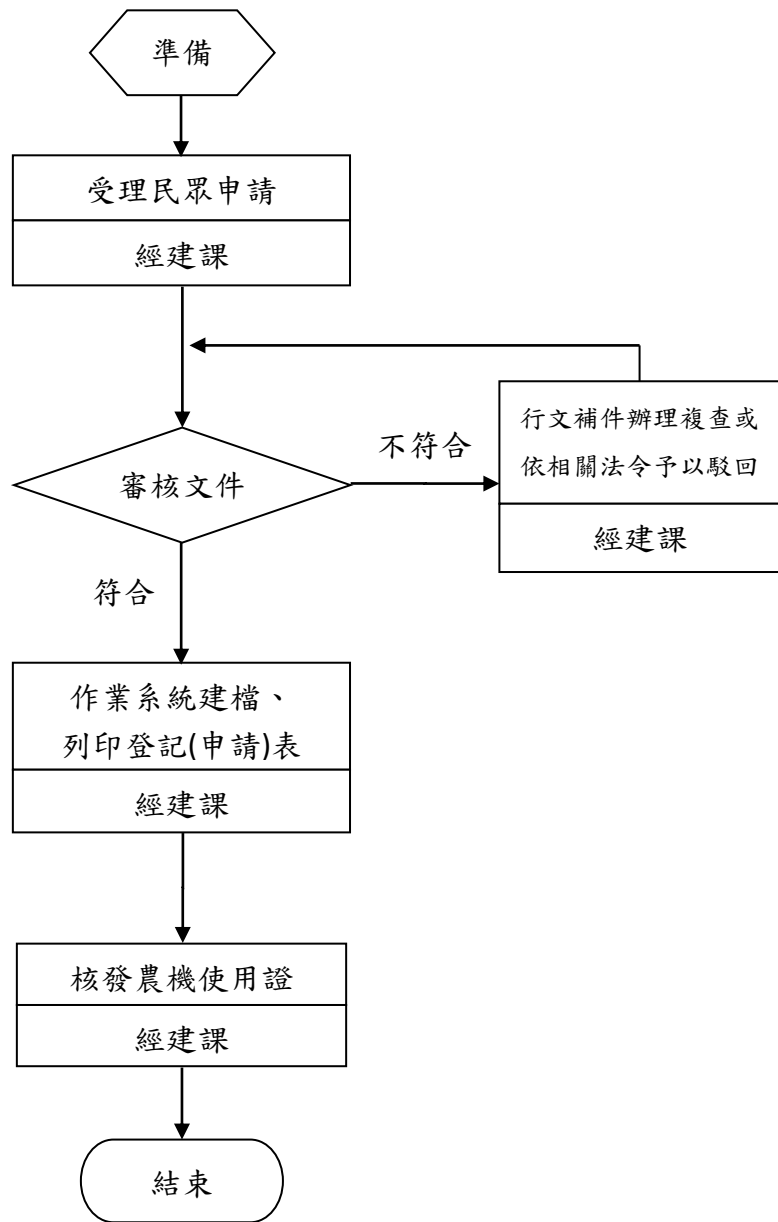 準備
受理民眾申請
經建課
審核文件
不符合
行文補件辦理複查或
依相關法令予以駁回
經建課
符合
作業系統建檔、
列印登記(申請)表
經建課
核發農機使用證
經建課
結束